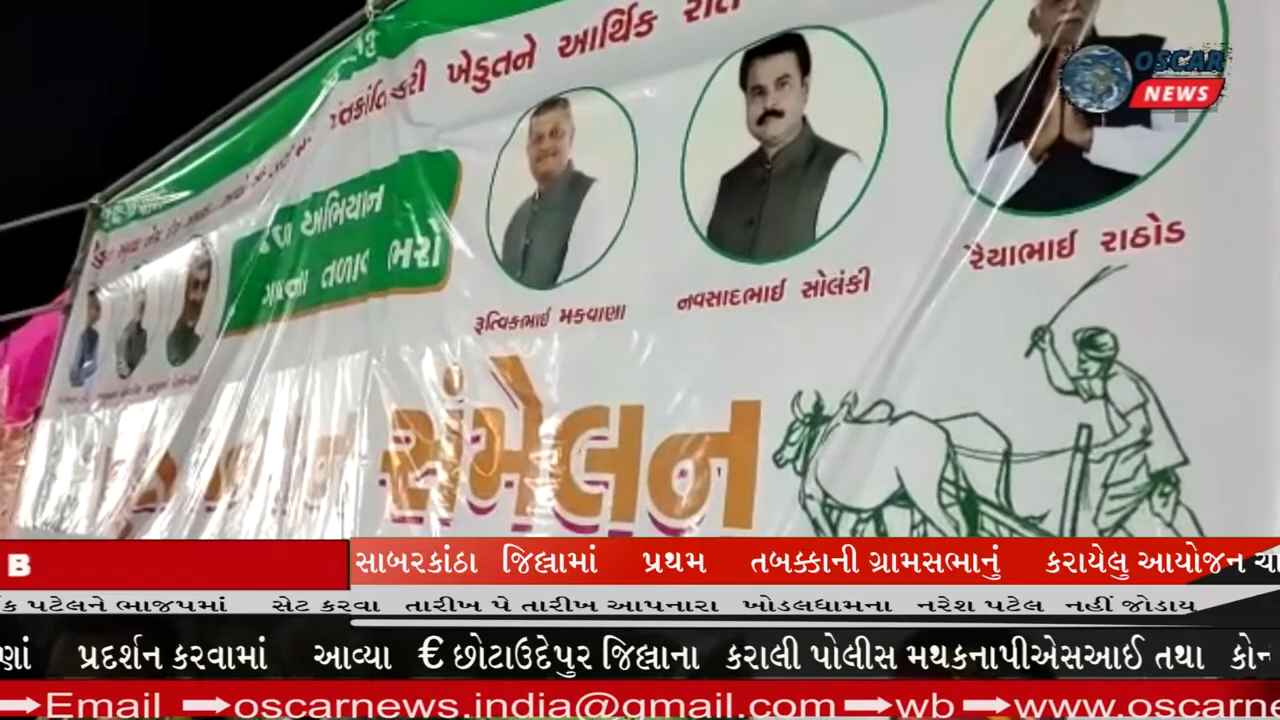 ખેડુતને આર્થિક
OSCAR
NEWS
અભિયાન
તળાવ ભરો
રૂત્વિકભાઈ મકવાણા
નવસાદભાઈ સોલંકી
રૈયાભાઈ રાઠોડ
સંમેલન
B
સાબરકાંઠા જિલ્લામાં પ્રથમ તબક્કાની ગ્રામસભાનું કરાયેલુ આયોજન
પટેલને ભાજપમાં સેટ કરવા તારીખ પે તારીખ આપનારા ખોડલધામના નરેશ પટેલ નહીં જોડાય
પ્રદર્શન કરવામાં આવ્યા € છોટાઉદેપુર જિલ્લાના કરાલી પોલીસ મથકનાપીએસઆઈ તથા
Email oscarnews.india@gmail.com wb www.oscarne